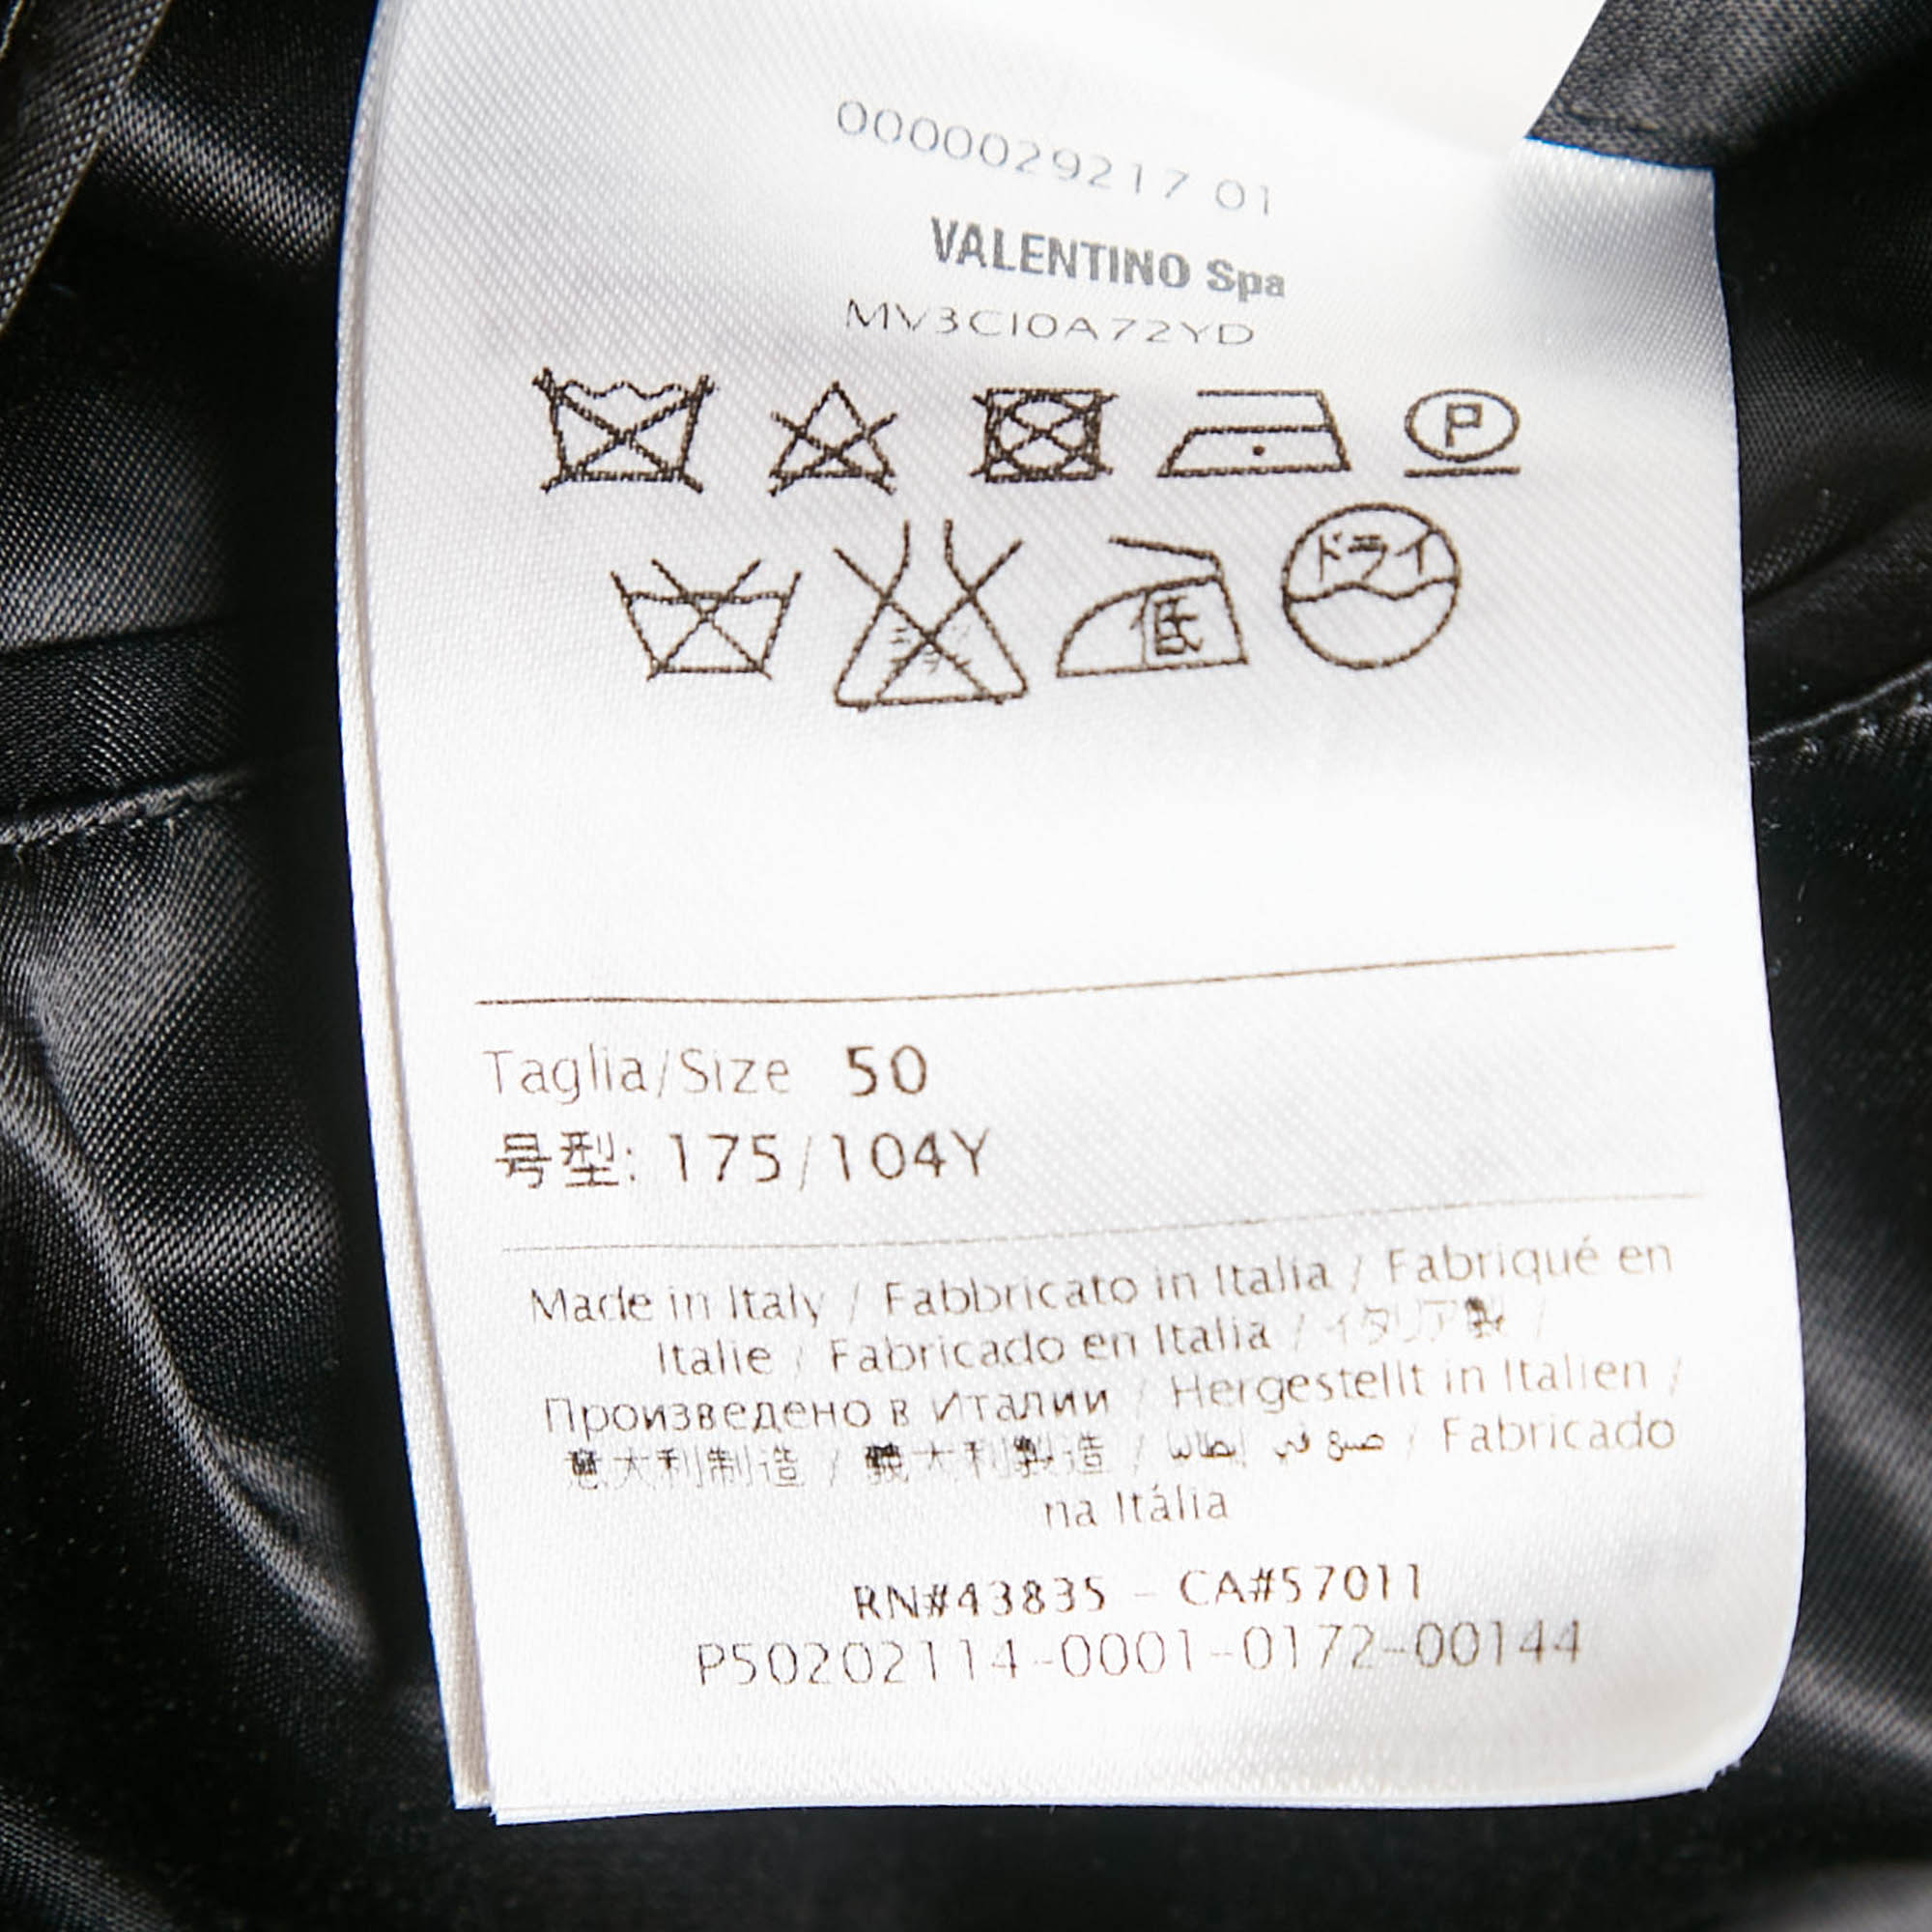 0000029217 01
VALENTINO Spa
MV3CI0A72YD
P
ドライ
低
Taglia/Size 50
号型: 175/104Y
Made in Italy / Fabbricato in Italia / Fabriqué en
Italie / Fabricado en Italia / イタリア製 /
Произведено в Италии / Hergestellt in Italien /
意大利制造 / 義大利製造 / صنع في إيطاليا / Fabricado
na Itália
RN#43835 - CA#57011
P50202114-0001-0172-00144